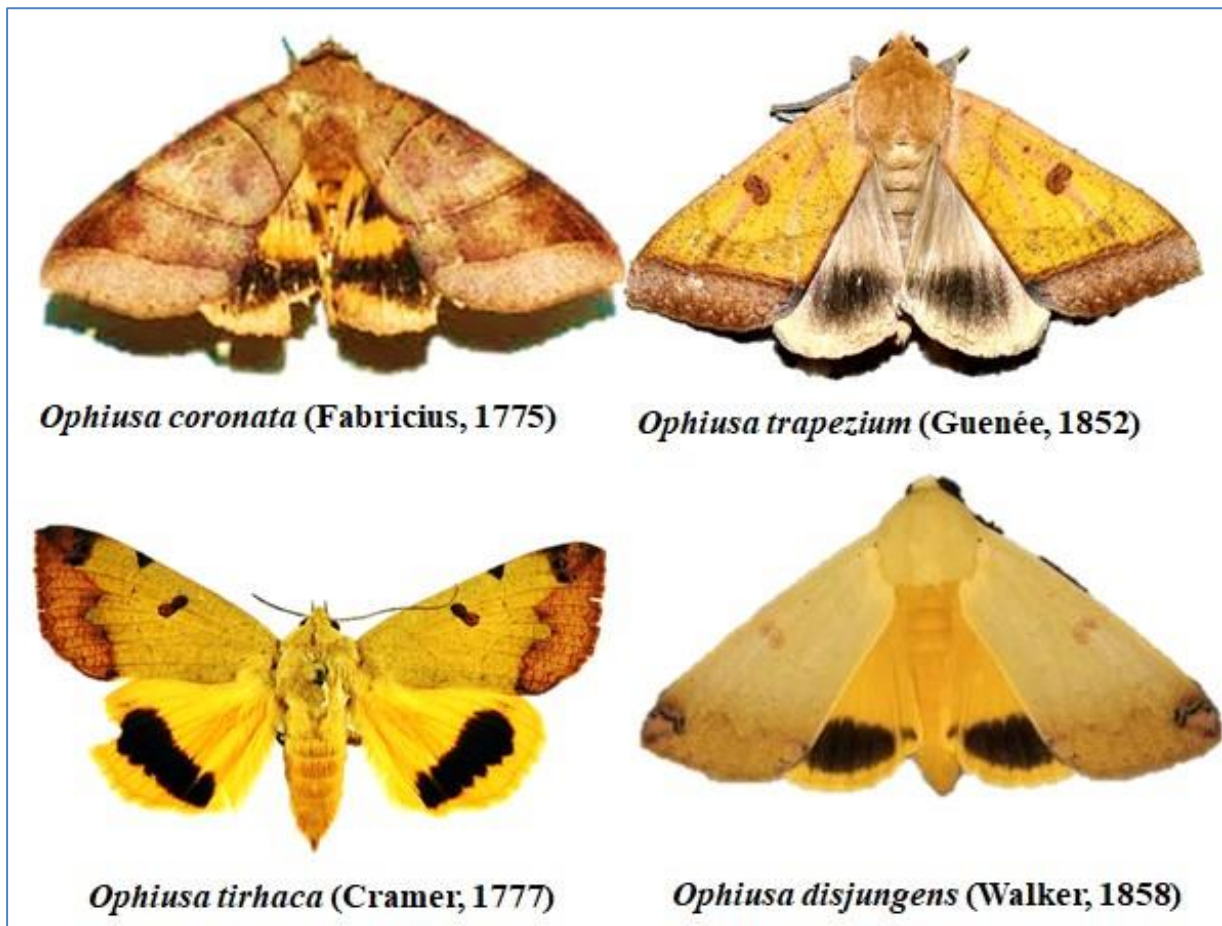 Ophiusa coronata (Fabricius, 1775)
Ophiusa trapezium (Guenée, 1852)
Ophiusa tirhaca (Cramer, 1777)
Ophiusa disjungens (Walker, 1858)